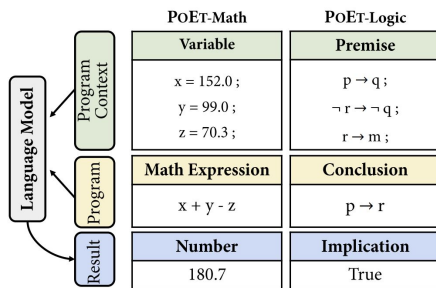 POET-Math
POET-Logic
Language Model
Program Context
Variable
x = 152.0 ;
y = 99.0 ;
z = 70.3 ;
Premise
p → q ;
¬ r → ¬ q ;
r → m ;
Program
Math Expression
x + y - z
Conclusion
p → r
Result
Number
180.7
Implication
True